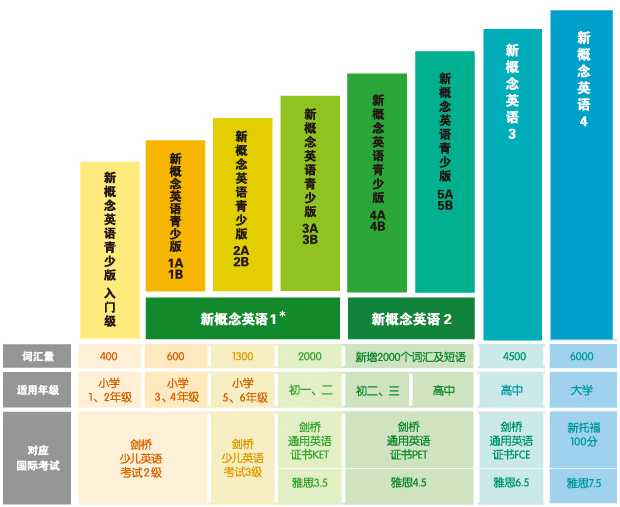 新概念英语青少版 入门级
新概念英语青少版 1A 1B
新概念英语青少版 2A 2B
新概念英语青少版 3A 3B
新概念英语青少版 4A 4B
新概念英语青少版 5A 5B
新概念英语 3
新概念英语 4
新概念英语1*
新概念英语 2
词汇量
400
600
1300
2000
新增2000个词汇及短语
4500
6000
适用年级
小学
1、2年级
小学
3、4年级
小学
5、6年级
初一、二
初二、三
高中
高中
大学
对应
国际考试
剑桥
少儿英语
考试2级
剑桥
少儿英语
考试3级
剑桥
通用英语
证书KET
剑桥
通用英语
证书PET
剑桥
通用英语
证书FCE
新托福
100分
雅思3.5
雅思4.5
雅思6.5
雅思7.5